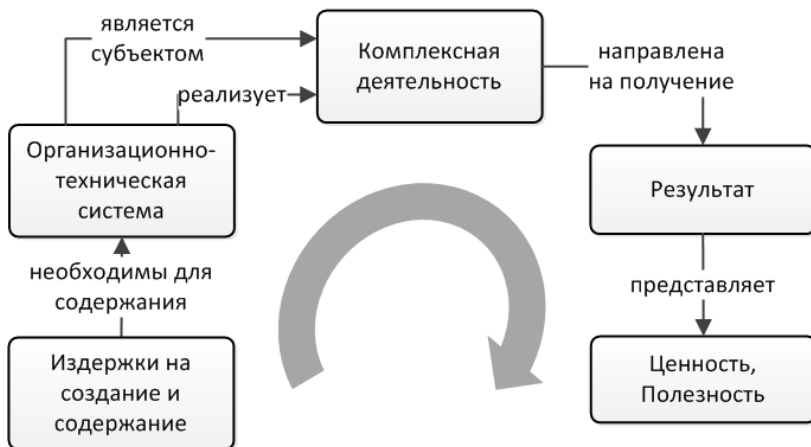 является
субъектом
Комплексная
деятельность
направлена
на получение
реализует
Организационно-
техническая
система
Результат
необходимы для
содержания
представляет
Издержки на
создание и
содержание
Ценность,
Полезность